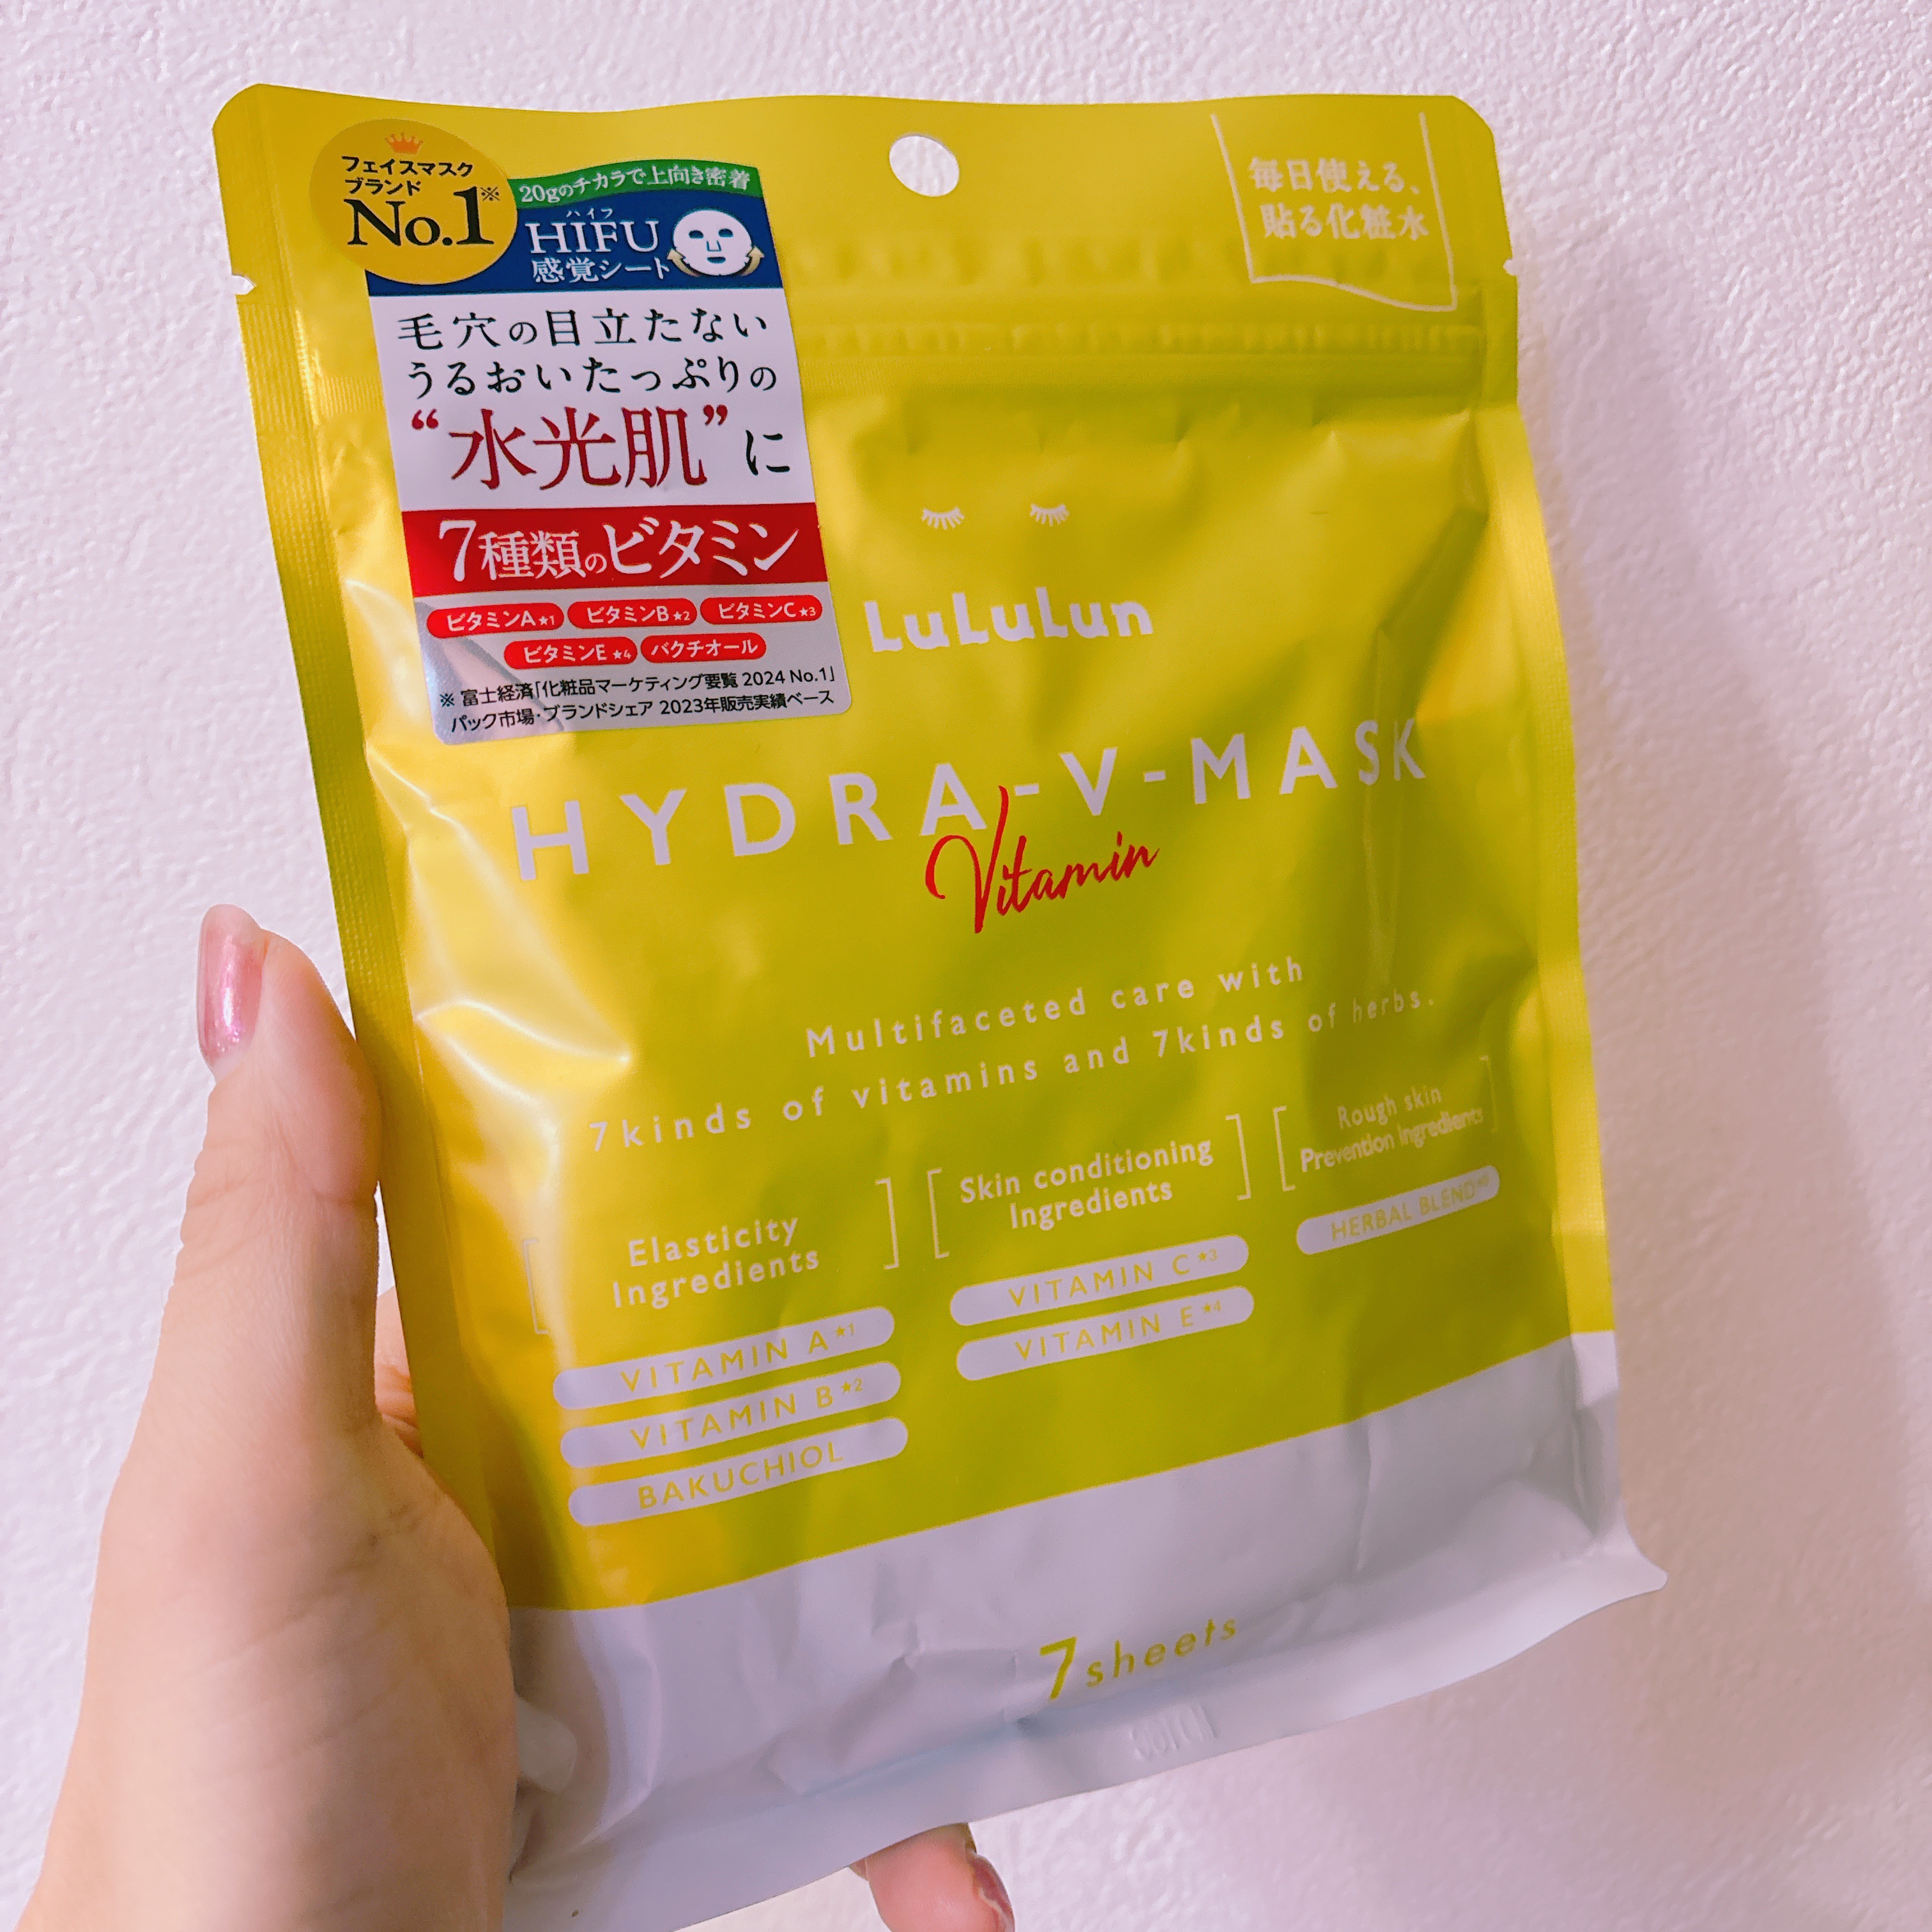 フェイスマスク
ブランド
No.1※
20gのチカラで上向き密着
ハイフ
HIFU
感覚シート
毛穴の目立たない
うるおいたっぷりの
“水光肌”に
7種類のビタミン
ビタミンA★1 ビタミンB★2 ビタミンC★3
ビタミンE★4 バクチオール
※ 富士経済「化粧品マーケティング要覧 2024 No.1」
パック市場・ブランドシェア 2023年販売実績ベース
毎日使える、
貼る化粧水
LuLuLun
HYDRA-V-MASK
Vitamin
Multifaceted care with
7kinds of vitamins and 7kinds of herbs.
Elasticity
Ingredients
VITAMIN A★1
VITAMIN B★2
BAKUCHIOL
Skin conditioning
Ingredients
VITAMIN C★3
VITAMIN E★4
Rough skin
Prevention Ingredients
HERBAL BLEND
7sheets